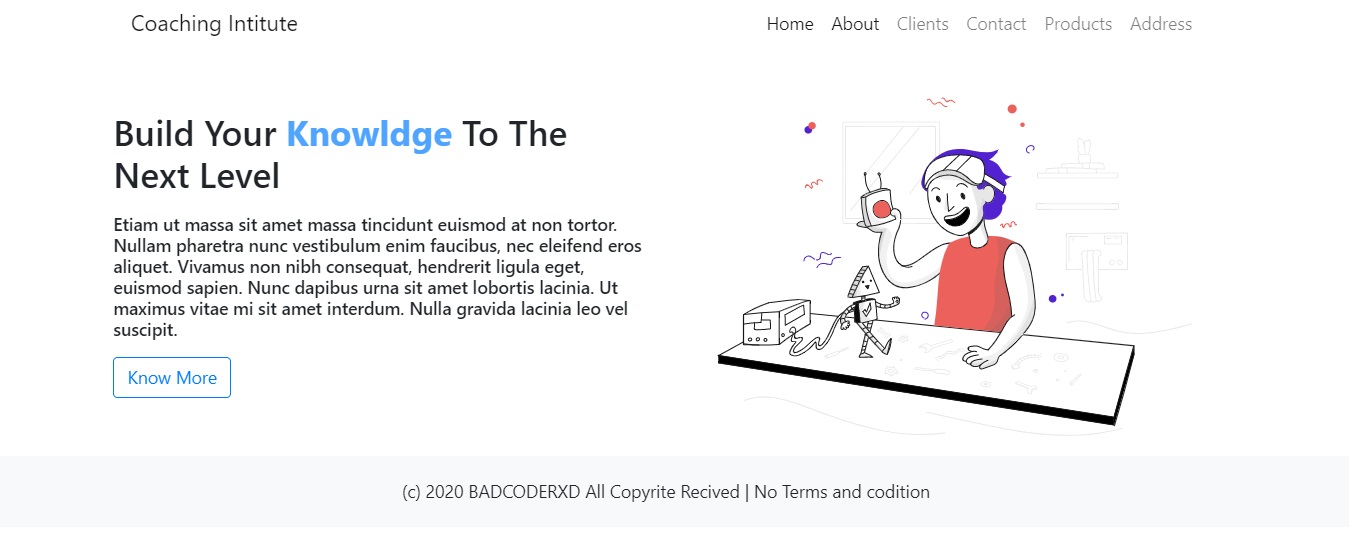 Coaching Intitute
Home About Clients Contact Products Address
Build Your Knowldge To The
Next Level
Etiam ut massa sit amet massa tincidunt euismod at non tortor.
Nullam pharetra nunc vestibulum enim faucibus, nec eleifend eros
aliquet. Vivamus non nibh consequat, hendrerit ligula eget,
euismod sapien. Nunc dapibus urna sit amet lobortis lacinia. Ut
maximus vitae mi sit amet interdum. Nulla gravida lacinia leo vel
suscipit.
Know More
(c) 2020 BADCODERXD All Copyrite Recived | No Terms and codition